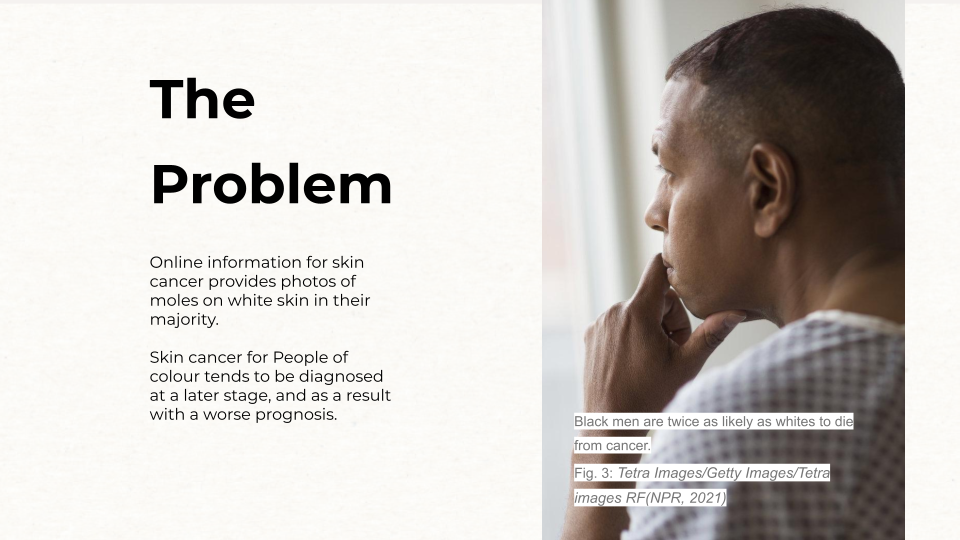 The
Problem
Online information for skin
cancer provides photos of
moles on white skin in their
majority.
Skin cancer for People of
colour tends to be diagnosed
at a later stage, and as a result
with a worse prognosis.
Black men are twice as likely as whites to die
from cancer.
Fig. 3: Tetra Images/Getty Images/Tetra
images RF(NPR, 2021)